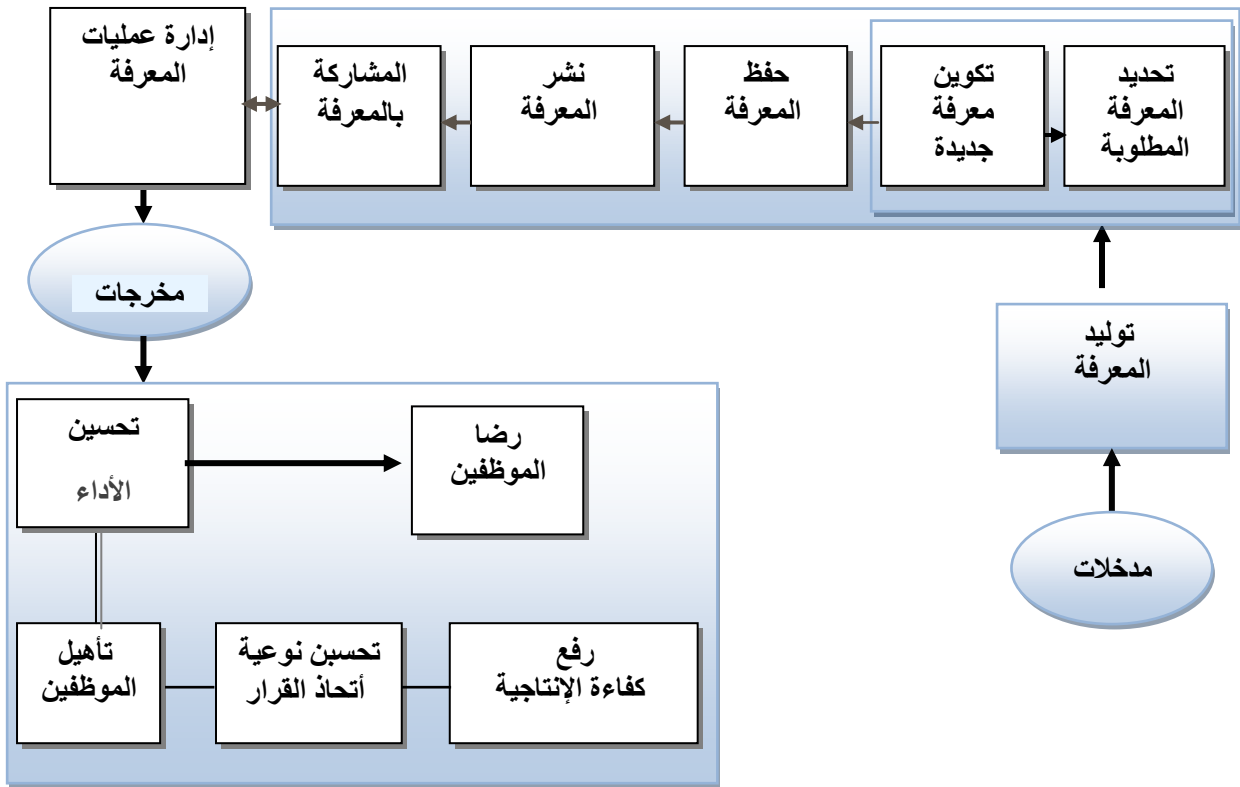 تحديد
المعرفة
المطلوبة
تكوين
معرفة
جديدة
حفظ
المعرفة
نشر
المعرفة
المشاركة
بالمعرفة
إدارة عمليات
المعرفة
مخرجات
توليد
المعرفة
مدخلات
رضا
الموظفين
تحسين
الأداء
رفع
كفاءة الإنتاجية
تحسبن نوعية
أتحاذ القرار
تأهيل
الموظفين